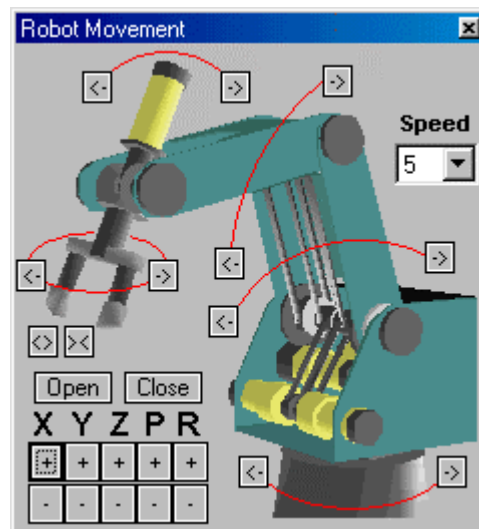 Robot Movement x
<- ->
->
Speed
5
<- ->
<-
->
<-
<> ><
Open Close
X Y Z P R
+ + + + +
<- ->
- - - - -